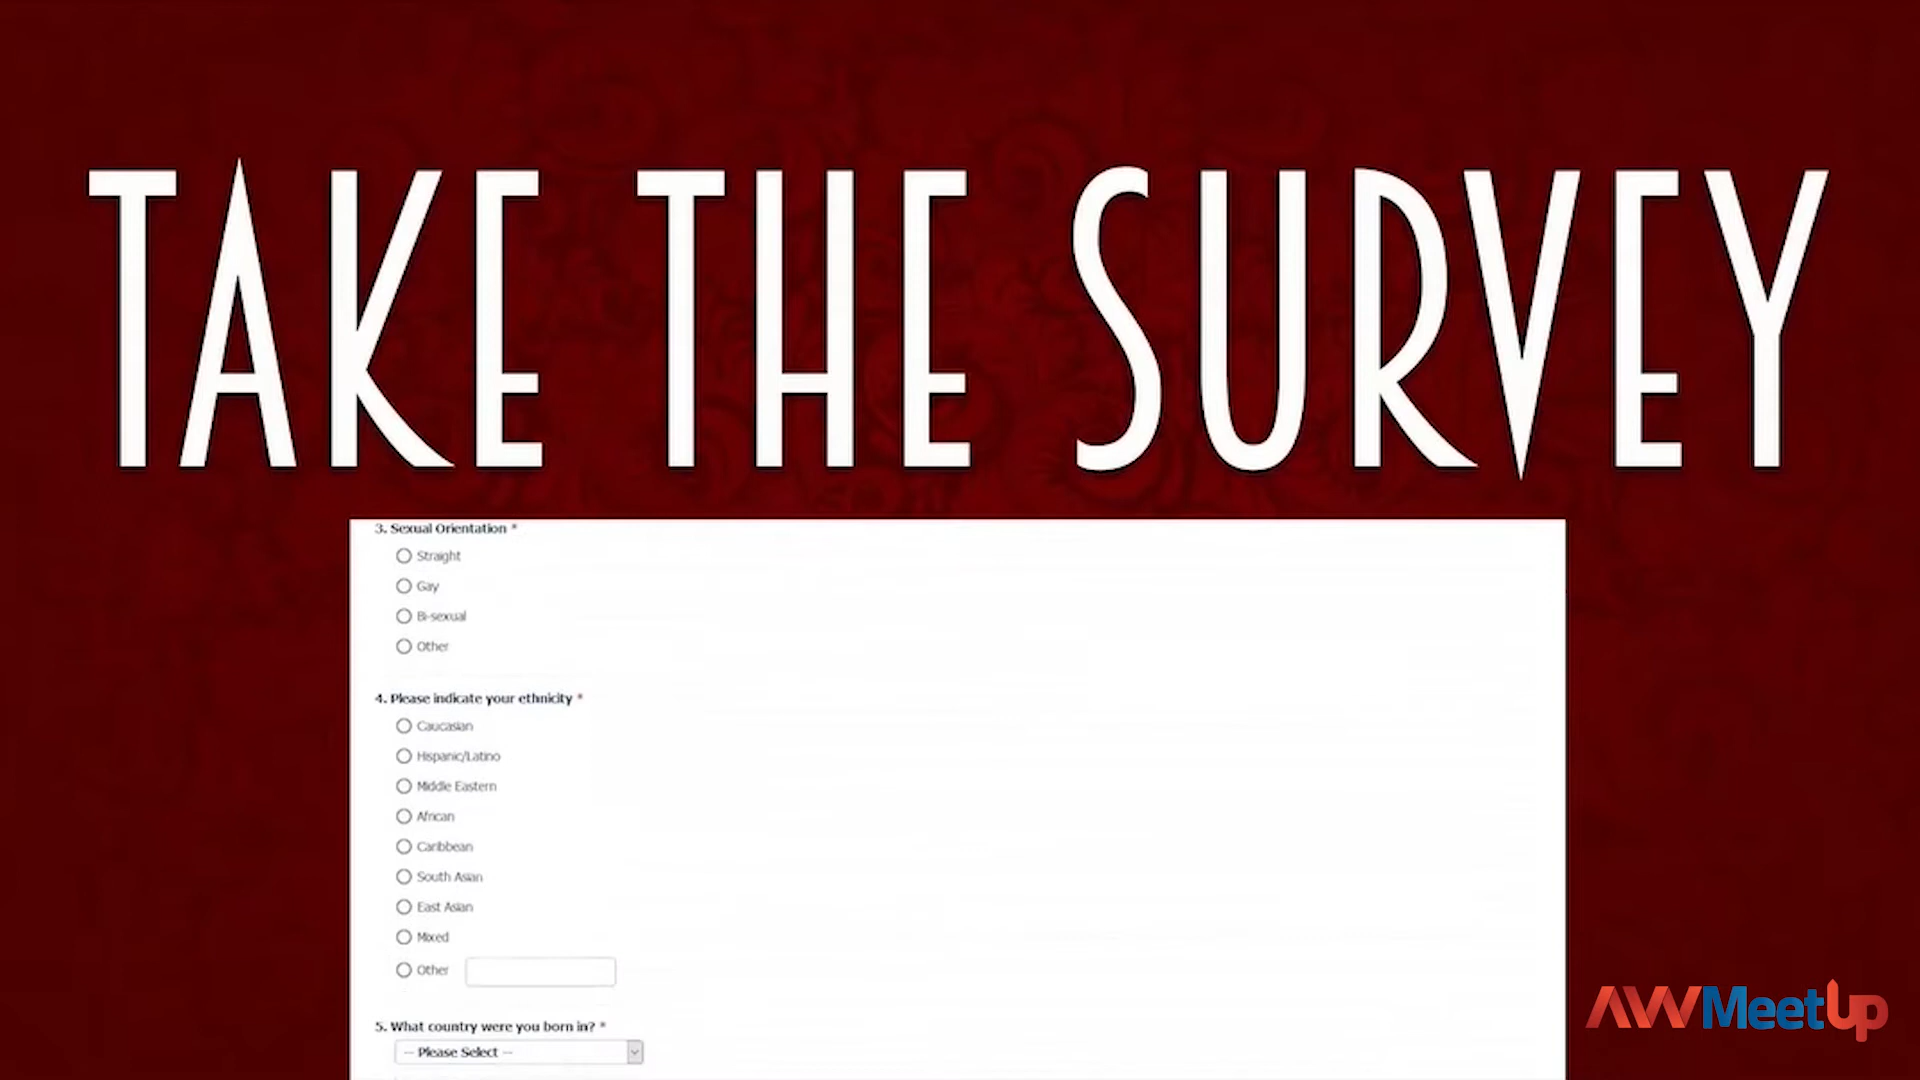 TAKE THE SURVEY
3. Sexual Orientation *
Straight
Gay
Bi-sexual
Other
4. Please indicate your ethnicity *
Caucasian
Hispanic/Latino
Middle Eastern
African
Caribbean
South Asian
East Asian
Mixed
Other
5. What country were you born in? *
-- Please Select --
AWMeetUp